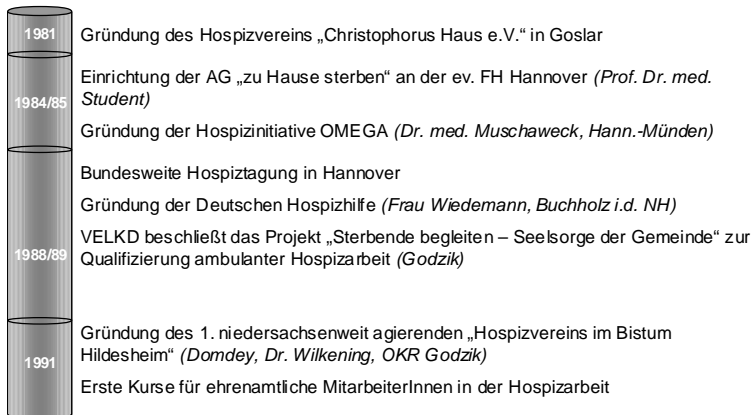 1981
Gründung des Hospizvereins „Christophorus Haus e.V.“ in Goslar
1984/85
Einrichtung der AG „zu Hause sterben“ an der ev. FH Hannover (Prof. Dr. med.
Student)
Gründung der Hospizinitiative OMEGA (Dr. med. Muschaweck, Hann.-Münden)
1988/89
Bundesweite Hospiztagung in Hannover
Gründung der Deutschen Hospizhilfe (Frau Wiedemann, Buchholz i.d. NH)
VELKD beschließt das Projekt „Sterbende begleiten – Seelsorge der Gemeinde“ zur
Qualifizierung ambulanter Hospizarbeit (Godzik)
1991
Gründung des 1. niedersachsenweit agierenden „Hospizvereins im Bistum
Hildesheim“ (Domdey, Dr. Wilkening, OKR Godzik)
Erste Kurse für ehrenamtliche MitarbeiterInnen in der Hospizarbeit